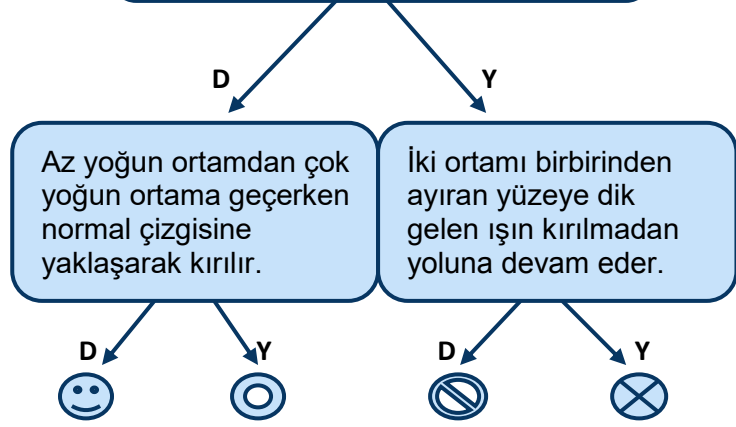 D
Y
Az yoğun ortamdan çok
yoğun ortama geçerken
normal çizgisine
yaklaşarak kırılır.
İki ortamı birbirinden
ayıran yüzeye dik
gelen ışın kırılmadan
yoluna devam eder.
D
Y
D
Y